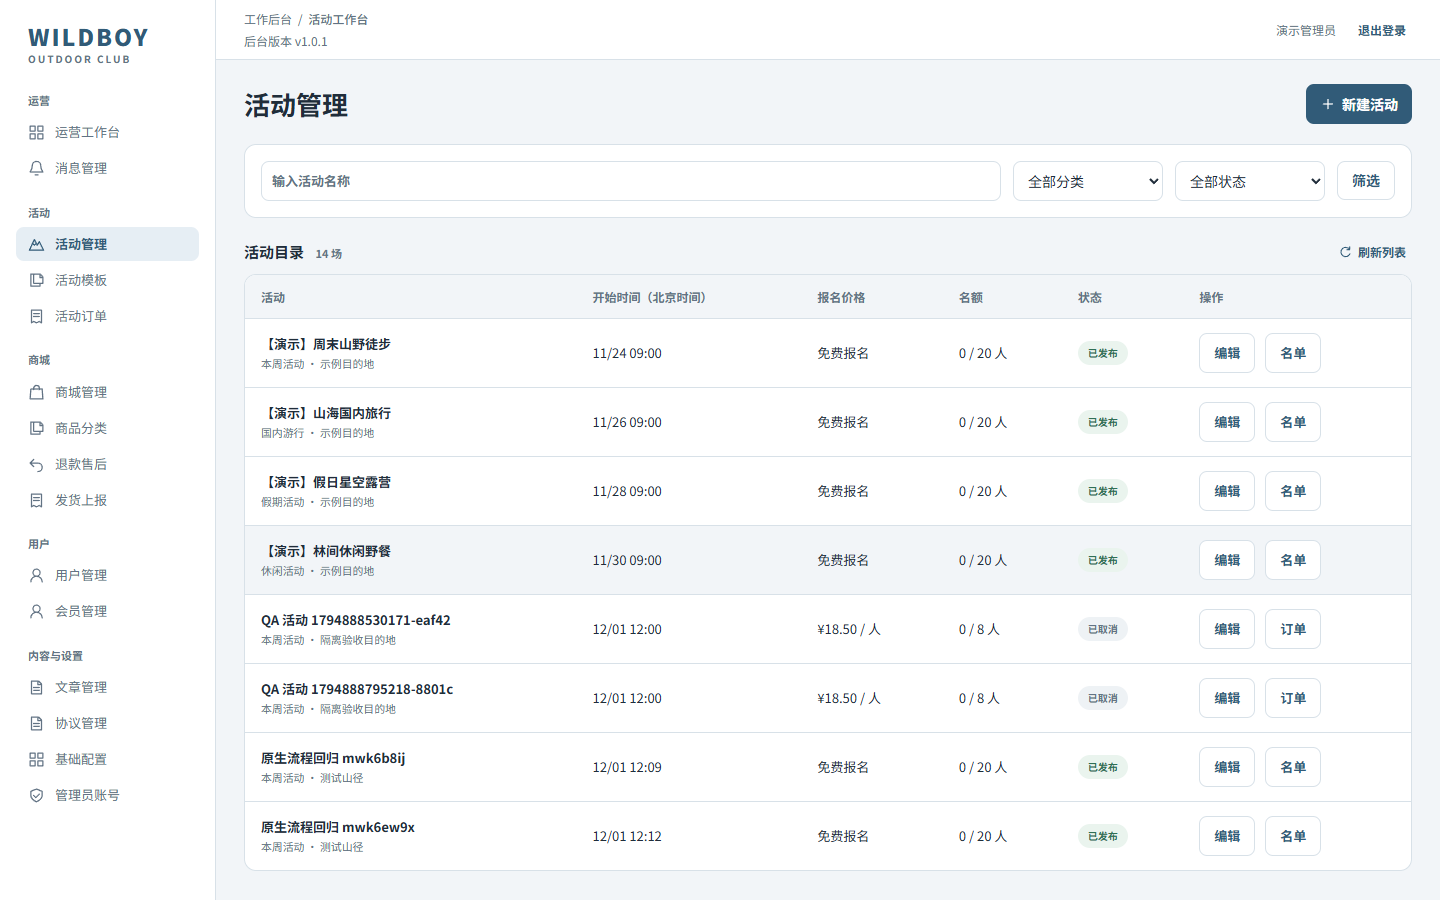 WILDBOY
OUTDOOR CLUB
运营
运营工作台
消息管理
活动
活动管理
活动模板
活动订单
商城
商城管理
商品分类
退款售后
发货上报
用户
用户管理
会员管理
内容与设置
文章管理
协议管理
基础配置
管理员账号
工作后台 / 活动工作台
后台版本 v1.0.1
演示管理员 退出登录
活动管理
新建活动
输入活动名称 全部分类 全部状态 筛选
活动目录 14 场 刷新列表
活动 开始时间（北京时间） 报名价格 名额 状态 操作
【演示】周末山野徒步
本周活动 · 示例目的地
11/24 09:00 免费报名 0 / 20 人 已发布 编辑 名单
【演示】山海国内旅行
国内游行 · 示例目的地
11/26 09:00 免费报名 0 / 20 人 已发布 编辑 名单
【演示】假日星空露营
假期活动 · 示例目的地
11/28 09:00 免费报名 0 / 20 人 已发布 编辑 名单
【演示】林间休闲野餐
休闲活动 · 示例目的地
11/30 09:00 免费报名 0 / 20 人 已发布 编辑 名单
QA 活动 1794888530171-eaf42
本周活动 · 隔离验收目的地
12/01 12:00 ¥18.50 / 人 0 / 8 人 已取消 编辑 订单
QA 活动 1794888795218-8801c
本周活动 · 隔离验收目的地
12/01 12:00 ¥18.50 / 人 0 / 8 人 已取消 编辑 订单
原生流程回归 mwk6b8ij
本周活动 · 测试山径
12/01 12:09 免费报名 0 / 20 人 已发布 编辑 名单
原生流程回归 mwk6ew9x
本周活动 · 测试山径
12/01 12:12 免费报名 0 / 20 人 已发布 编辑 名单